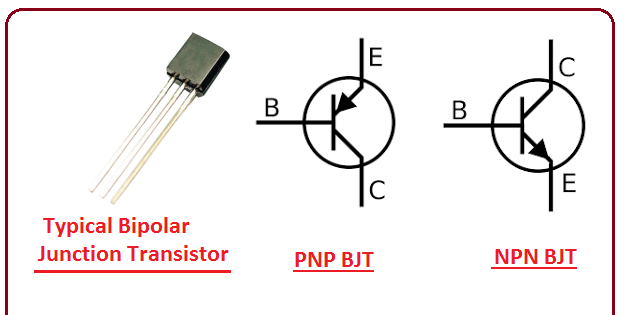 E
B
C
PNP BJT
C
B
E
NPN BJT
Typical Bipolar
Junction Transistor